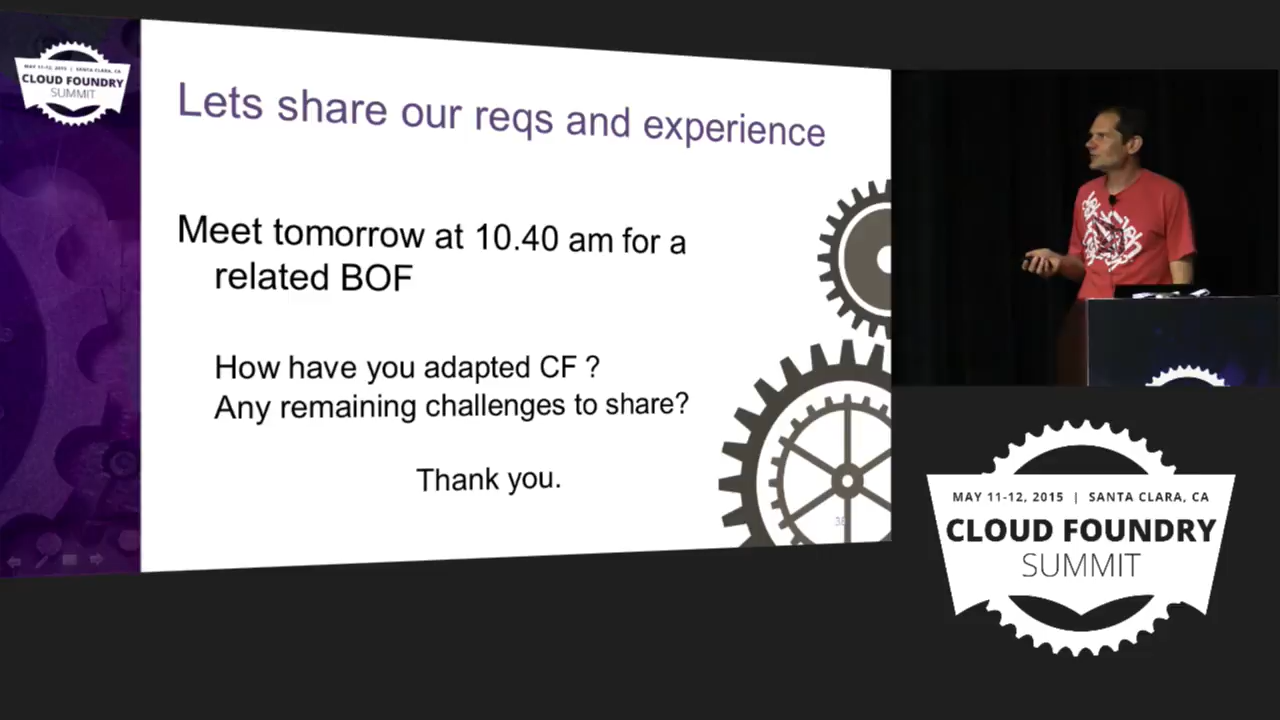 MAY 11-12, 2015 | SANTA CLARA, CA
CLOUD FOUNDRY
SUMMIT
Lets share our reqs and experience
Meet tomorrow at 10.40 am for a
related BOF
How have you adapted CF ?
Any remaining challenges to share?
Thank you.
MAY 11-12, 2015 | SANTA CLARA, CA
CLOUD FOUNDRY
SUMMIT